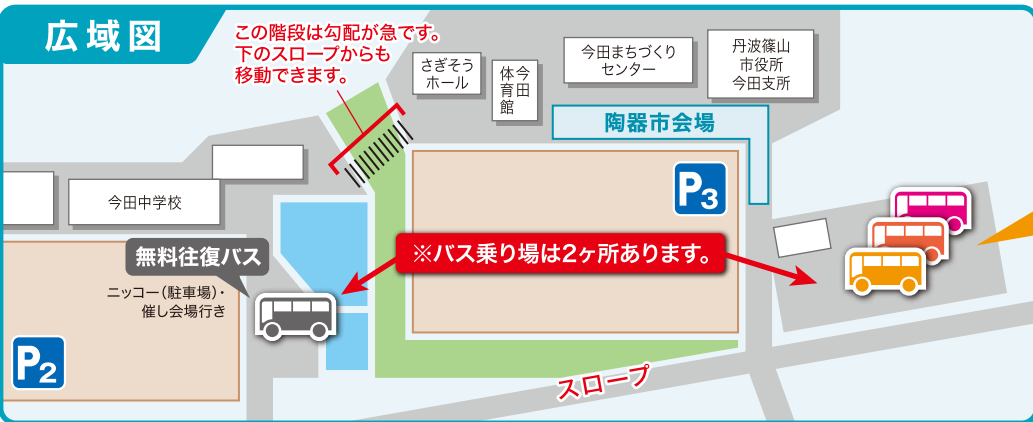 広域図
この階段は勾配が急です。
下のスロープからも
移動できます。
さぎそう
ホール
今田
体育館
今田まちづくり
センター
丹波篠山
市役所
今田支所
陶器市会場
P3
今田中学校
無料往復バス
ニッコー(駐車場)・
催し会場行き
※バス乗り場は2ヶ所あります。
P2
スロープ